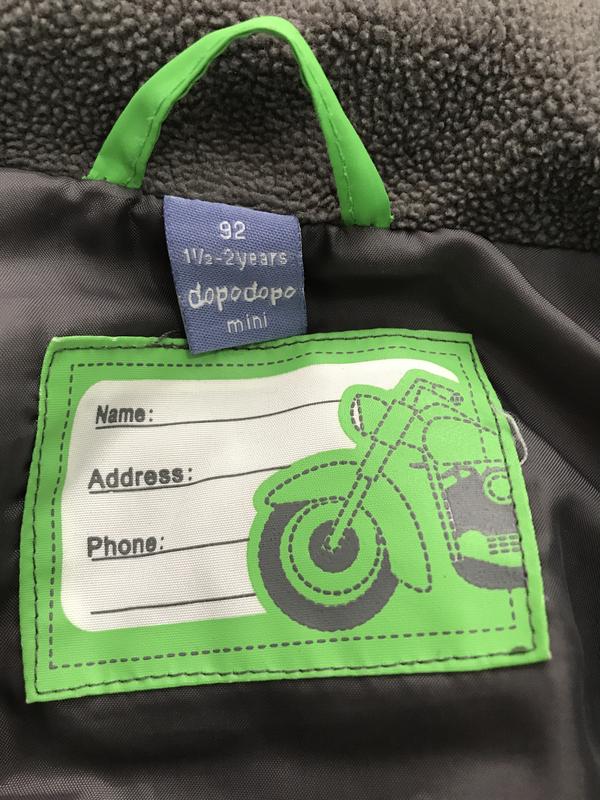 92
1½-2years
dopodopo
mini
Name:
Address:
Phone: